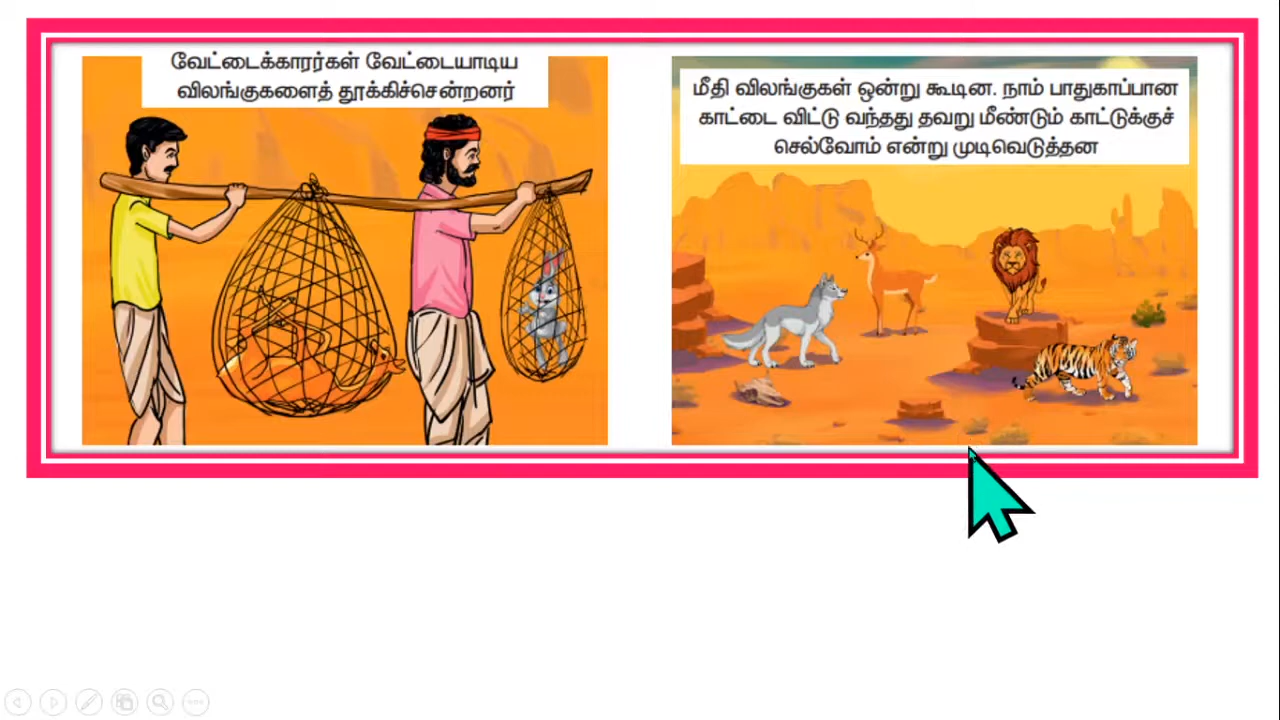 வேட்டைக்காரர்கள் வேட்டையாடிய
விலங்குகளைத் தூக்கிச்சென்றனர்
மீதி விலங்குகள் ஒன்று கூடின. நாம் பாதுகாப்பான
காட்டை விட்டு வந்தது தவறு மீண்டும் காட்டுக்குச்
செல்வோம் என்று முடிவெடுத்தன